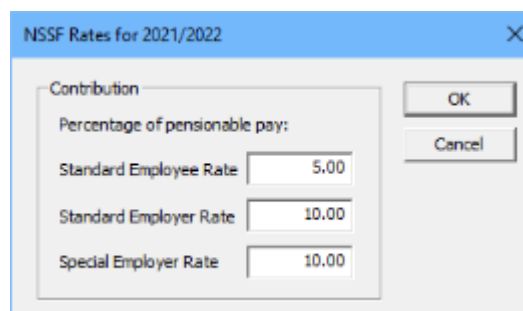 NSSF Rates for 2021/2022
Contribution
Percentage of pensionable pay:
Standard Employee Rate 5.00
Standard Employer Rate 10.00
Special Employer Rate 10.00
OK
Cancel